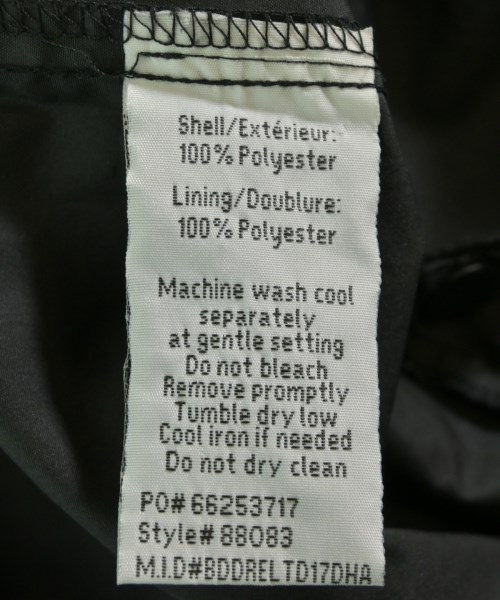 Shell/Extérieur:
100% Polyester
Lining/Doublure:
100% Polyester
Machine wash cool
separately
at gentle setting
Do not bleach
Remove promptly
Tumble dry low
Cool iron if needed
Do not dry clean
PO# 66253717
Style# 88083
M.I.D#BDDRELTD17DHA